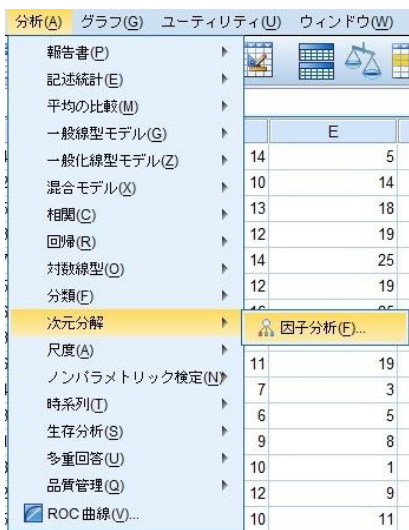 分析(A) グラフ(G) ユーティリティ(U) ウィンドウ(W)
報告書(P)
記述統計(E)
平均の比較(M)
一般線型モデル(G)
E
一般化線型モデル(Z) 14 5
混合モデル(X) 10 14
相関(C) 13 18
回帰(R) 12 19
対数線型(O) 14 25
分類(F) 12 19
次元分解 因子分析(F)...
尺度(A) 11 19
ノンパラメトリック検定(N)
7 3
時系列(T) 6 5
生存分析(S) 9 8
多重回答(U) 10 1
品質管理(Q) 12 9
ROC 曲線(V)... 10 11